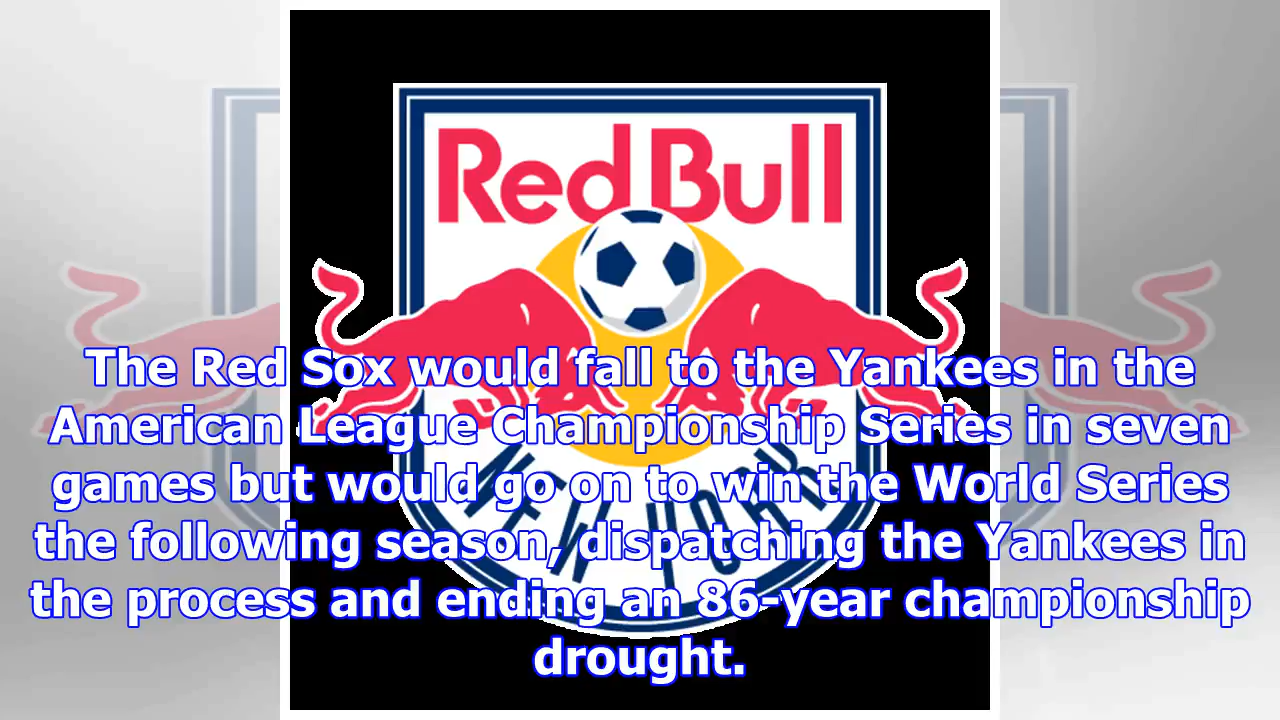 Red Bull
The Red Sox would fall to the Yankees in the
American League Championship Series in seven
games but would go on to win the World Series
the following season, dispatching the Yankees in
the process and ending an 86-year championship
drought.
NEW YORK